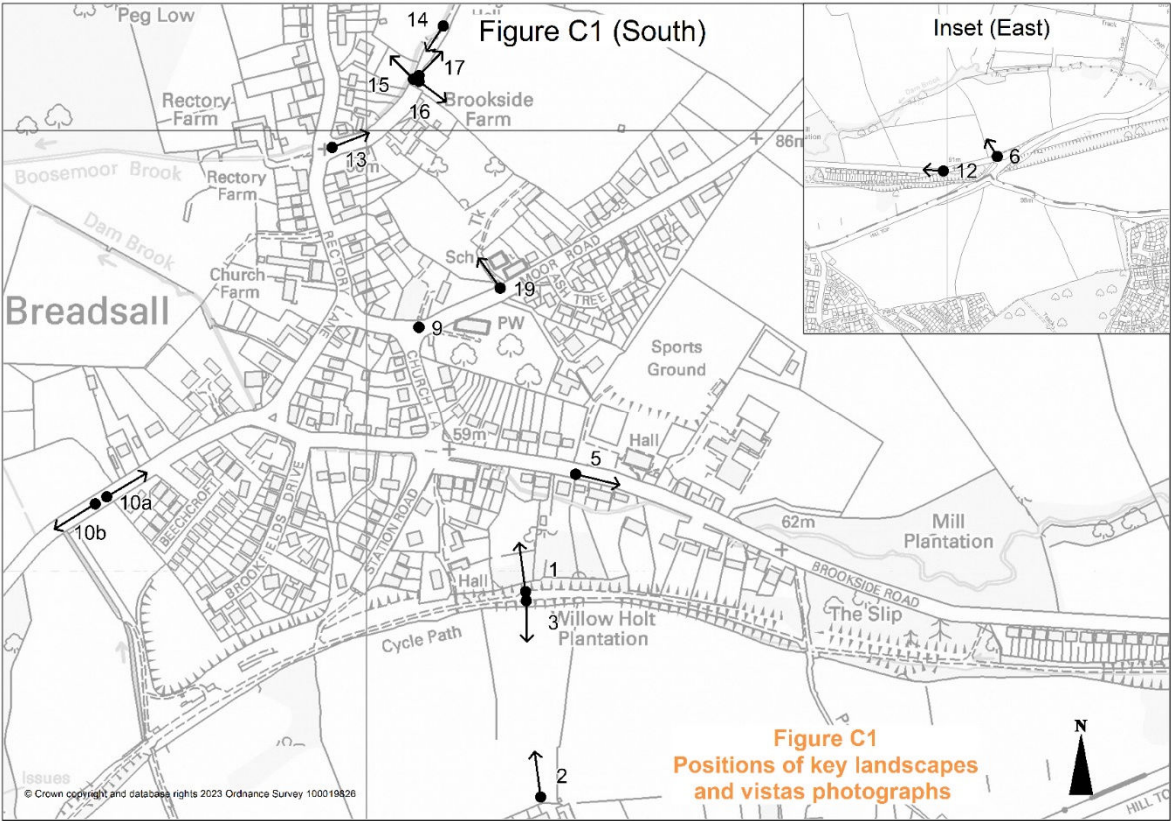 Peg Low
14
Hall
Figure C1 (South)
Inset (East)
15
17
16
Rectory
Farm
Brookside
Farm
13
86m
Boosemoor Brook
Rectory
Farm
6
12
Dam Brook
Tk
RECTORY LANE
Sch
MOOR ROAD
ASH TREE
19
Church
Farm
Breadsall
9
PW
CHURCH LA
Sports
Ground
59m
5
Hall
10a
10b
BEECHCROFT
BROOKFIELDS DRIVE
STATION ROAD
62m
Mill
Plantation
BROOKSIDE ROAD
1
Hall
3
Willow Holt
Plantation
The Slip
Cycle Path
2
Issues
© Crown copyright and database rights 2023 Ordnance Survey 100019826
Figure C1
Positions of key landscapes
and vistas photographs
N
HILL TO